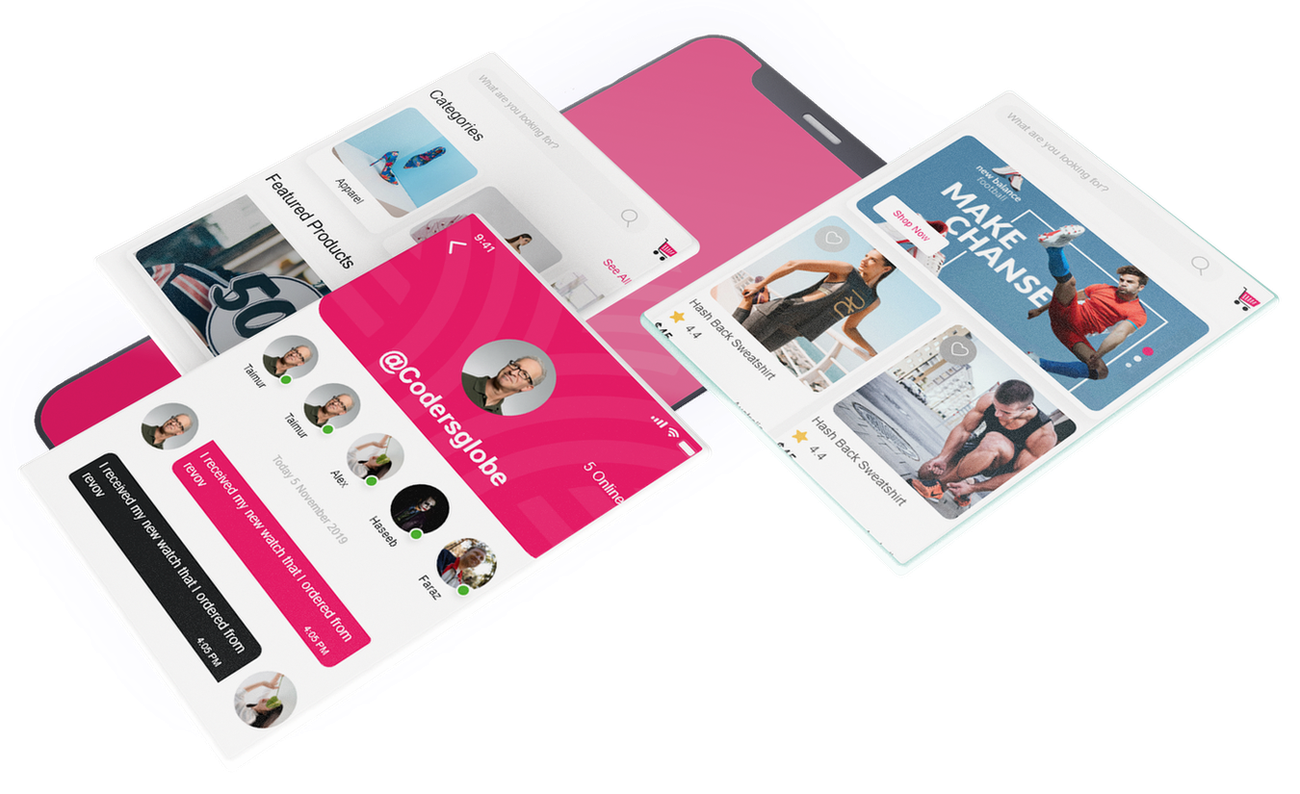 What are you looking for?
Categories
Apparel
See All
Featured Products
50
9:41
@Codersglobe
5 Online
Taimur
Taimur
Alex
Haseeb
Faraz
Today 5 November 2019
I received my new watch that I ordered from
revov
4:05 PM
I received my new watch that I ordered from
revov
4:05 PM
What are you looking for?
new balance
football
MAKE
CHANSE
Shop Now
Hash Back Sweatshirt
4.4
Hash Back Sweatshirt
4.4